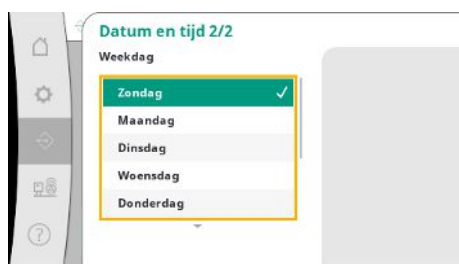 Datum en tijd 2/2
Weekdag
Zondag
Maandag
Dinsdag
Woensdag
Donderdag
?